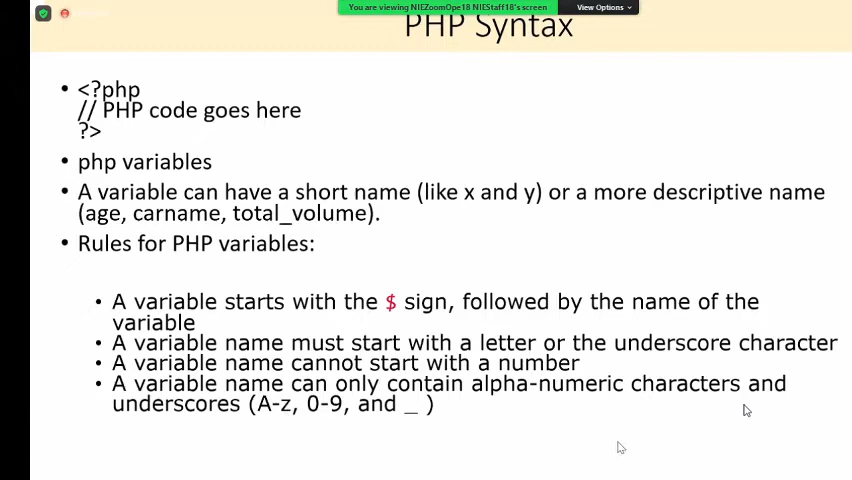 You are viewing NIEZoomOpe18 NIEStaff18's screen
View Options
PHP Syntax
• <?php
// PHP code goes here
?>
• php variables
• A variable can have a short name (like x and y) or a more descriptive name
(age, carname, total_volume).
• Rules for PHP variables:
• A variable starts with the $ sign, followed by the name of the
variable
• A variable name must start with a letter or the underscore character
• A variable name cannot start with a number
• A variable name can only contain alpha-numeric characters and
underscores (A-z, 0-9, and _ )